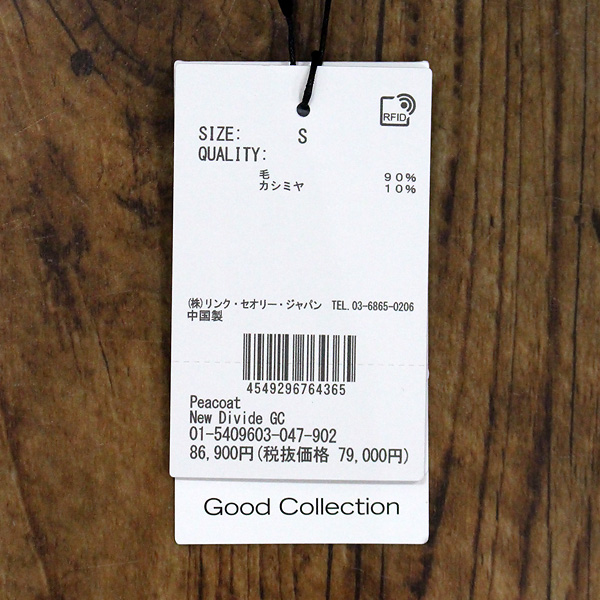 RFID
SIZE: S
QUALITY:
毛 90%
カシミヤ 10%
(株)リンク・セオリー・ジャパン TEL.03-6865-0206
中国製
4549296764365
Peacoat
New Divide GC
01-5409603-047-902
86,900円(税抜価格 79,000円)
Good Collection